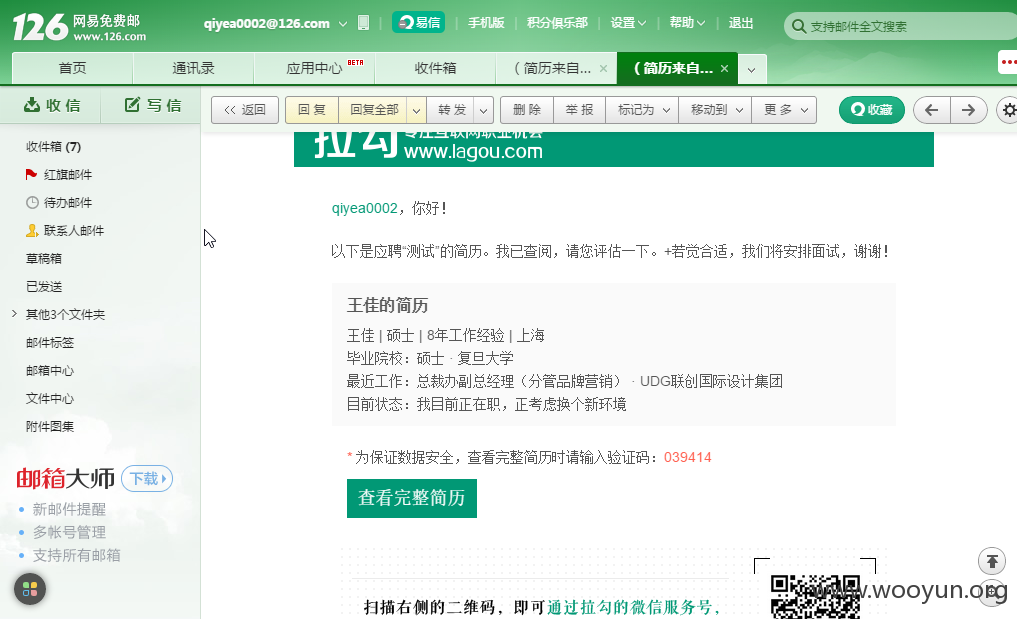 126 网易免费邮 www.126.com
qiyea0002@126.com 易信 手机版 积分俱乐部 设置 帮助 退出 支持邮件全文搜索
首页 通讯录 应用中心 BETA 收件箱 （简历来自... × （简历来自... ×
收信 写信 << 返回 回复 回复全部 转发 删除 举报 标记为 移动到 更多 收藏
收件箱 (7)
红旗邮件
待办邮件
联系人邮件
草稿箱
已发送
其他3个文件夹
邮件标签
邮箱中心
文件中心
附件图集
邮箱大师 下载
新邮件提醒
多帐号管理
支持所有邮箱
拉勾 专注互联网职业机会
www.lagou.com
qiyea0002，你好！
以下是应聘“测试”的简历。我已查阅，请您评估一下。+若觉合适，我们将安排面试，谢谢！
王佳的简历
王佳 | 硕士 | 8年工作经验 | 上海
毕业院校：硕士 · 复旦大学
最近工作：总裁办副总经理（分管品牌营销） · UDG联创国际设计集团
目前状态：我目前正在职，正考虑换个新环境
* 为保证数据安全，查看完整简历时请输入验证码：039414
查看完整简历
扫描右侧的二维码，即可通过拉勾的微信服务号，
www.wooyun.org